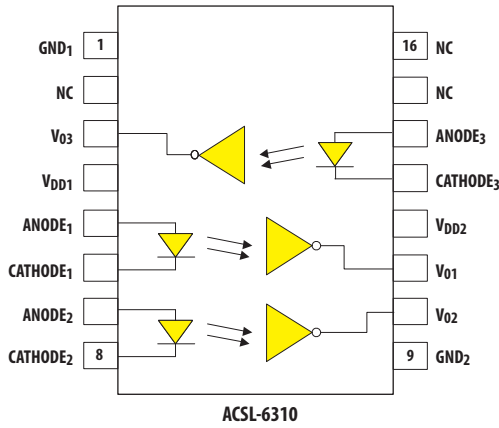 GND1 1 16 NC
NC NC
V03 ANODE3
VDD1 CATHODE3
ANODE1 VDD2
CATHODE1 V01
ANODE2 V02
CATHODE2 8 9 GND2
ACSL-6310